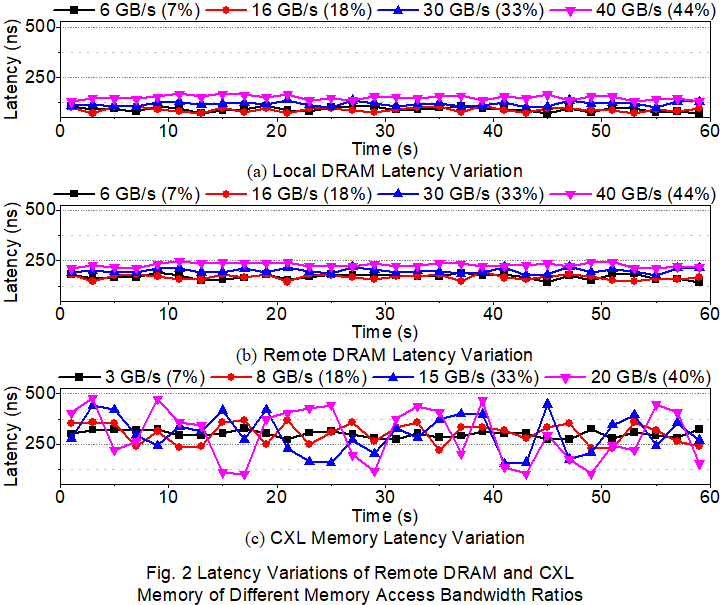 6 GB/s (7%) 16 GB/s (18%) 30 GB/s (33%) 40 GB/s (44%)
Latency (ns)
500
250
0 10 20 30 40 50 60
Time (s)
(a) Local DRAM Latency Variation
6 GB/s (7%) 16 GB/s (18%) 30 GB/s (33%) 40 GB/s (44%)
Latency (ns)
500
250
0 10 20 30 40 50 60
Time (s)
(b) Remote DRAM Latency Variation
3 GB/s (7%) 8 GB/s (18%) 15 GB/s (33%) 20 GB/s (40%)
Latency (ns)
500
250
0 10 20 30 40 50 60
Time (s)
(c) CXL Memory Latency Variation
Fig. 2 Latency Variations of Remote DRAM and CXL
Memory of Different Memory Access Bandwidth Ratios